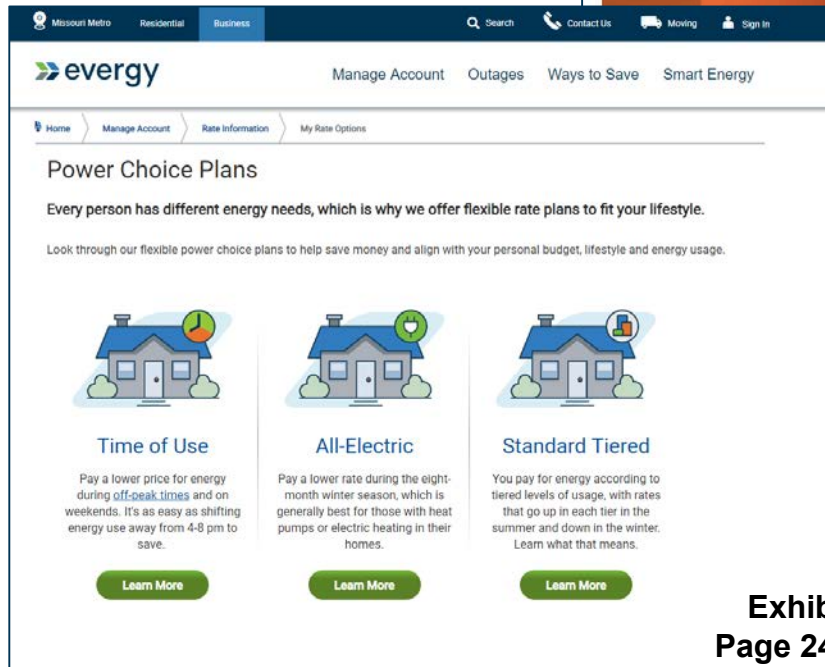 Missouri Metro Residential Business Search Contact Us Moving Sign In
evergy Manage Account Outages Ways to Save Smart Energy
Home Manage Account Rate Information My Rate Options
Power Choice Plans
Every person has different energy needs, which is why we offer flexible rate plans to fit your lifestyle.
Look through our flexible power choice plans to help save money and align with your personal budget, lifestyle and energy usage.
Time of Use
Pay a lower price for energy
during off-peak times and on
weekends. It's as easy as shifting
energy use away from 4-8 pm to
save.
Learn More
All-Electric
Pay a lower rate during the eight-
month winter season, which is
generally best for those with heat
pumps or electric heating in their
homes.
Learn More
Standard Tiered
You pay for energy according to
tiered levels of usage, with rates
that go up in each tier in the
summer and down in the winter.
Learn what that means.
Learn More
Exhib
Page 24